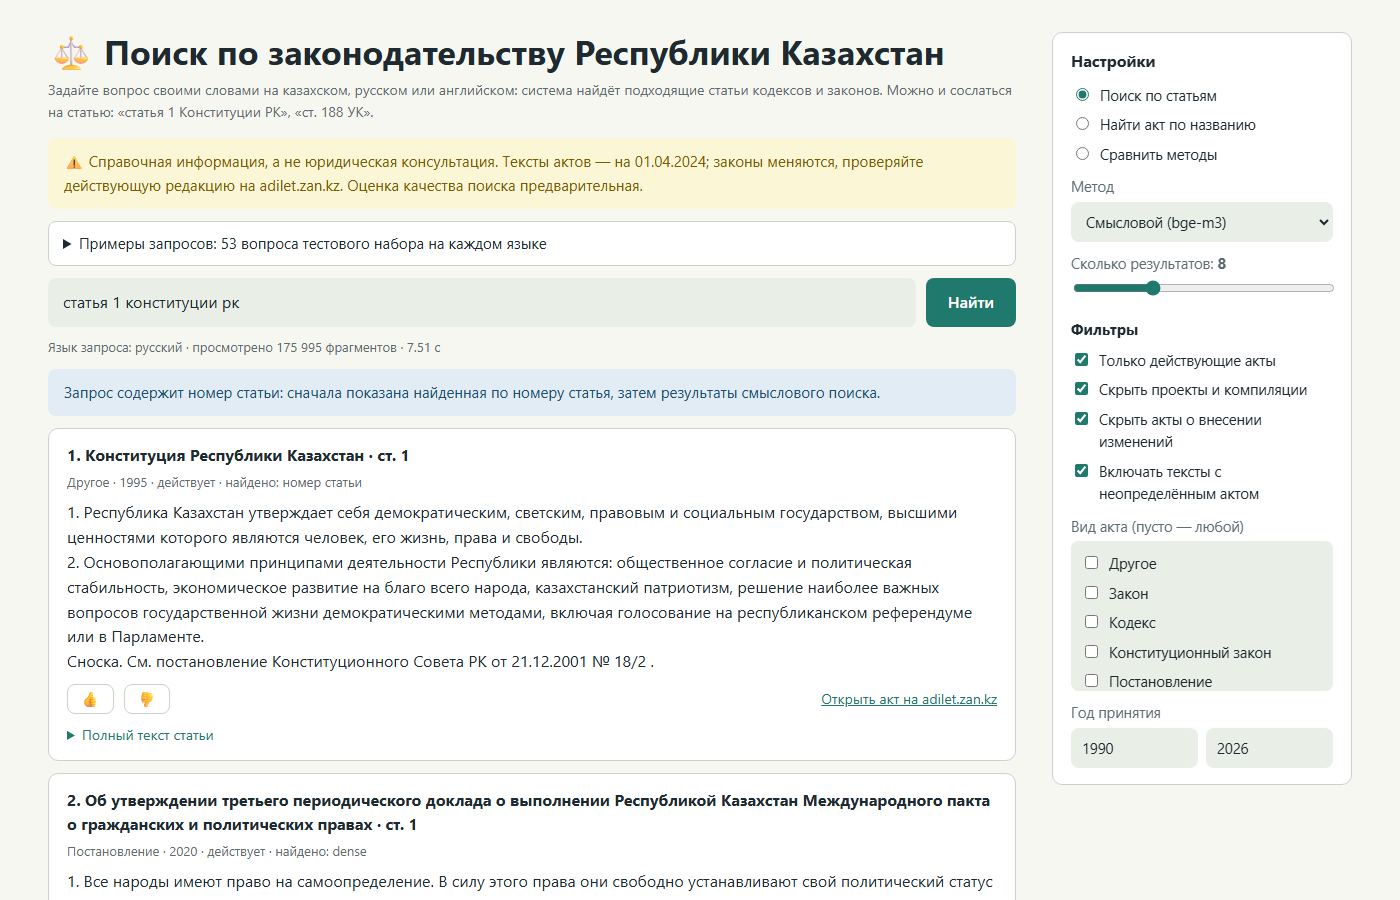 Поиск по законодательству Республики Казахстан
Задайте вопрос своими словами на казахском, русском или английском: система найдёт подходящие статьи кодексов и законов. Можно и сослаться
на статью: «статья 1 Конституции РК», «ст. 188 УК».
Справочная информация, а не юридическая консультация. Тексты актов — на 01.04.2024; законы меняются, проверяйте
действующую редакцию на adilet.zan.kz. Оценка качества поиска предварительная.
Примеры запросов: 53 вопроса тестового набора на каждом языке
статья 1 конституции рк
Найти
Язык запроса: русский · просмотрено 175 995 фрагментов · 7.51 с
Запрос содержит номер статьи: сначала показана найденная по номеру статья, затем результаты смыслового поиска.
1. Конституция Республики Казахстан · ст. 1
Другое · 1995 · действует · найдено: номер статьи
1. Республика Казахстан утверждает себя демократическим, светским, правовым и социальным государством, высшими
ценностями которого являются человек, его жизнь, права и свободы.
2. Основополагающими принципами деятельности Республики являются: общественное согласие и политическая
стабильность, экономическое развитие на благо всего народа, казахстанский патриотизм, решение наиболее важных
вопросов государственной жизни демократическими методами, включая голосование на республиканском референдуме
или в Парламенте.
Сноска. См. постановление Конституционного Совета РК от 21.12.2001 № 18/2 .
Открыть акт на adilet.zan.kz
Полный текст статьи
2. Об утверждении третьего периодического доклада о выполнении Республикой Казахстан Международного пакта
о гражданских и политических правах · ст. 1
Постановление · 2020 · действует · найдено: dense
1. Все народы имеют право на самоопределение. В силу этого права они свободно устанавливают свой политический статус
Настройки
Поиск по статьям
Найти акт по названию
Сравнить методы
Метод
Смысловой (bge-m3)
Сколько результатов: 8
Фильтры
Только действующие акты
Скрыть проекты и компиляции
Скрыть акты о внесении
изменений
Включать тексты с
неопределённым актом
Вид акта (пусто — любой)
Другое
Закон
Кодекс
Конституционный закон
Постановление
Год принятия
1990
2026